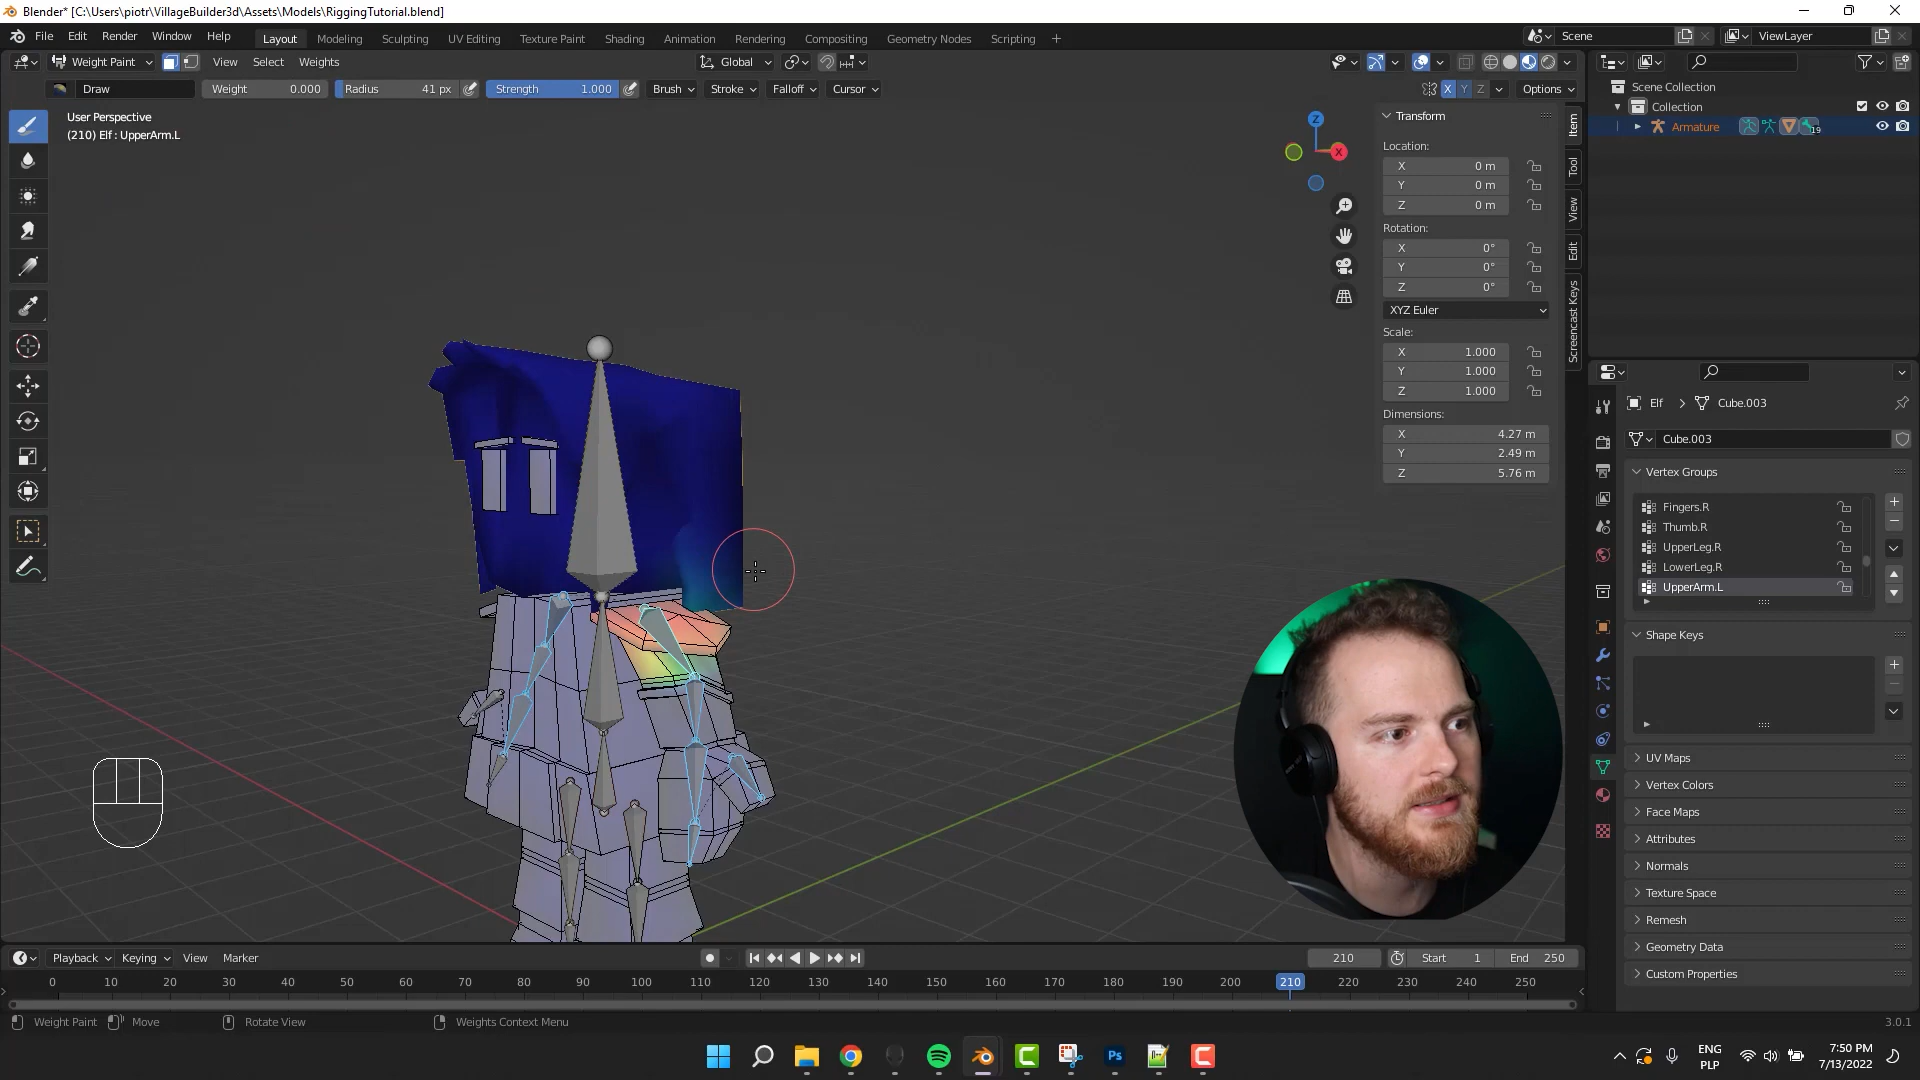 Blender* [C:\Users\piotr\VillageBuilder3d\Assets\Models\RiggingTutorial.blend]
File Edit Render Window Help Layout Modeling Sculpting UV Editing Texture Paint Shading Animation Rendering Compositing Geometry Nodes Scripting + Scene ViewLayer
Weight Paint View Select Weights Global
Draw Weight 0.000 Radius 41 px Strength 1.000 Brush Stroke Falloff Cursor X Y Z Options
User Perspective
(210) Elf : UpperArm.L
Z
X
Transform
Location:
X 0 m
Y 0 m
Z 0 m
Rotation:
X 0°
Y 0°
Z 0°
XYZ Euler
Scale:
X 1.000
Y 1.000
Z 1.000
Dimensions:
X 4.27 m
Y 2.49 m
Z 5.76 m
Item
Tool
View
Edit
Screencast Keys
Scene Collection
Collection
Armature 19
Elf Cube.003
Cube.003
Vertex Groups
Fingers.R
Thumb.R
UpperLeg.R
LowerLeg.R
UpperArm.L
Shape Keys
UV Maps
Vertex Colors
Face Maps
Attributes
Normals
Texture Space
Remesh
Geometry Data
Custom Properties
Playback Keying View Marker 210 Start 1 End 250
0 10 20 30 40 50 60 70 80 90 100 110 120 130 140 150 160 170 180 190 200 210 220 230 240 250
Weight Paint Move Rotate View Weights Context Menu 3.0.1
Ps
ENG
PLP
7:50 PM
7/13/2022